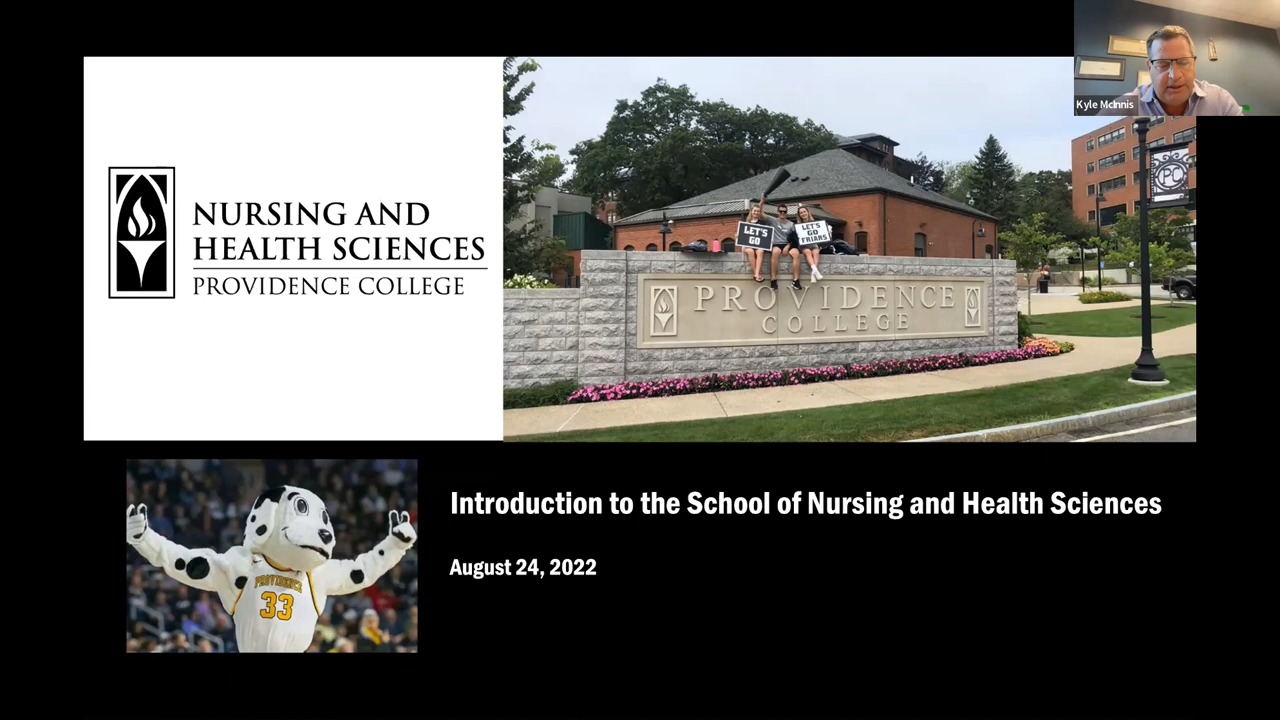 NURSING AND
HEALTH SCIENCES
PROVIDENCE COLLEGE
LET'S
GO
LET'S
GO
FRIARS
PROVIDENCE
COLLEGE
PC
Kyle McInnis
PROVIDENCE
33
Introduction to the School of Nursing and Health Sciences
August 24, 2022